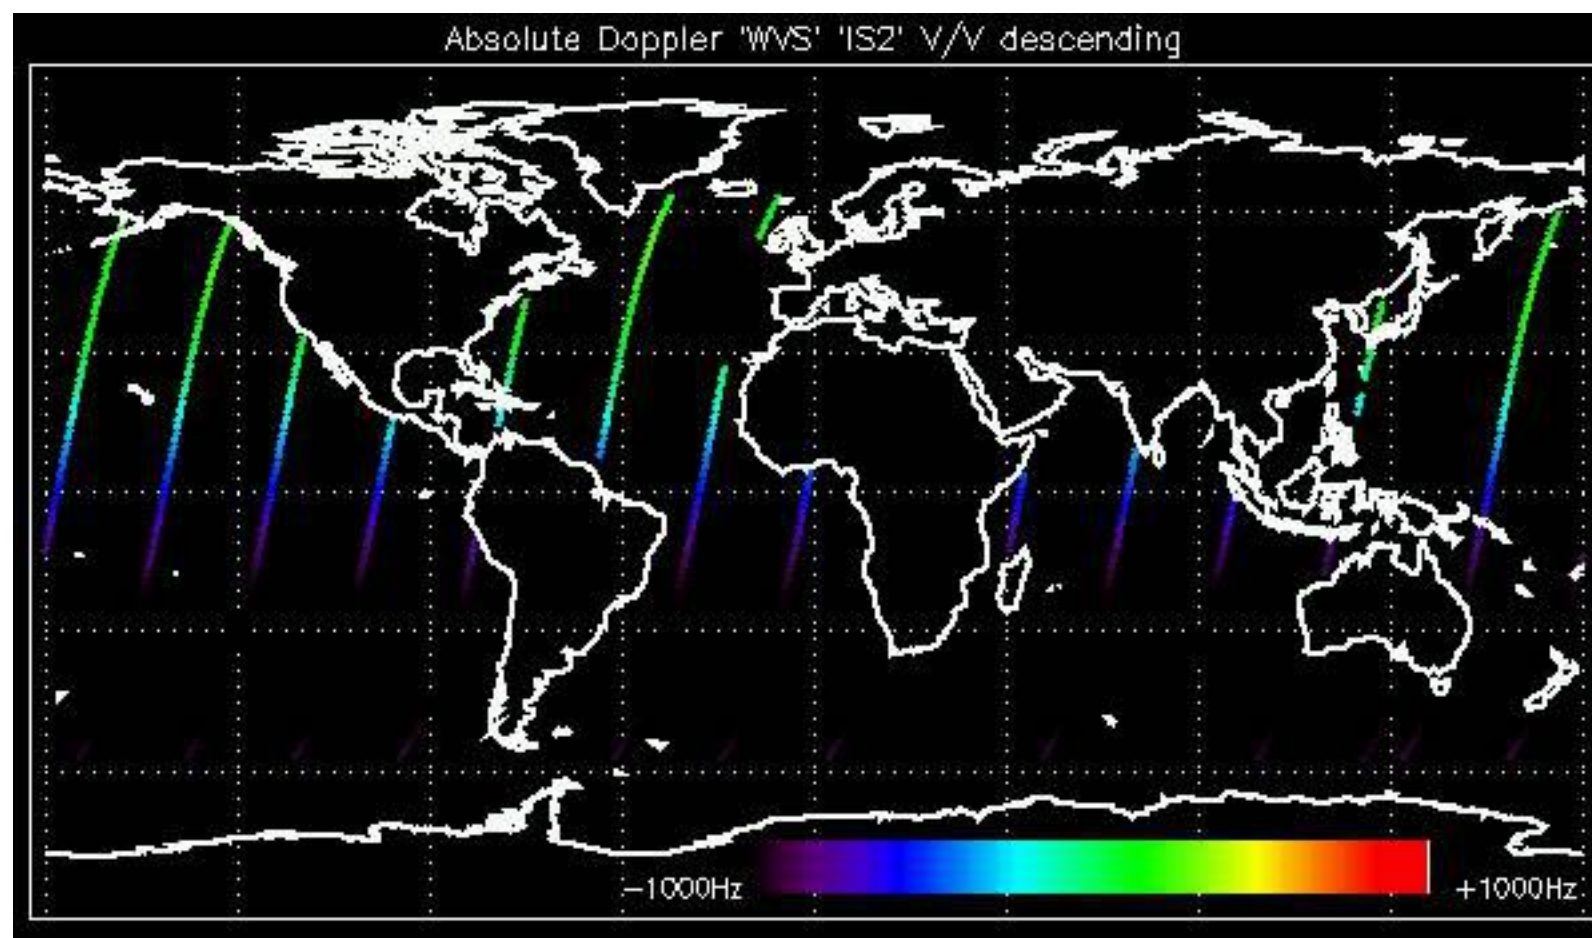 Absolute Doppler 'WVS' 'IS2' V/V descending
−1000Hz +1000Hz